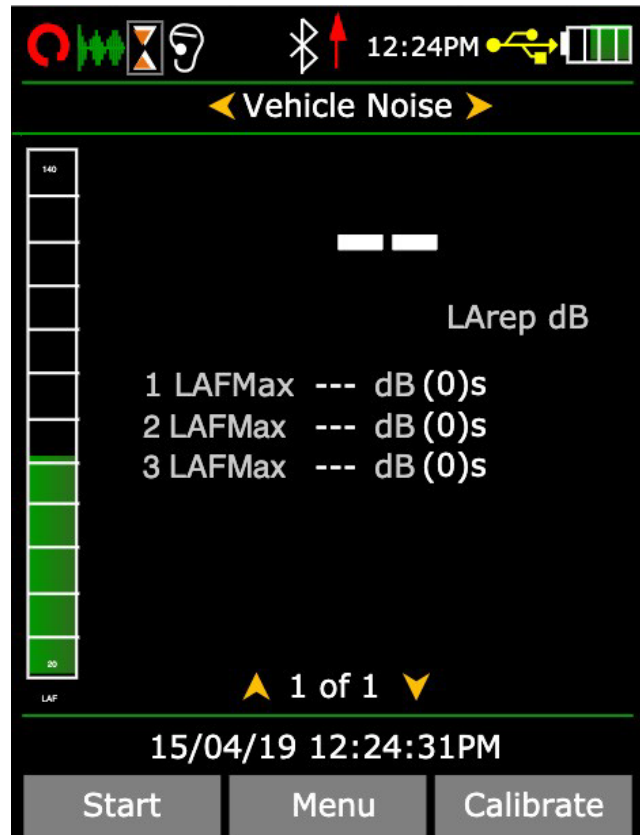 12:24PM
Vehicle Noise
140
--
LArep dB
1 LAFMax --- dB (0)s
2 LAFMax --- dB (0)s
3 LAFMax --- dB (0)s
20
LAF
1 of 1
15/04/19 12:24:31PM
Start Menu Calibrate